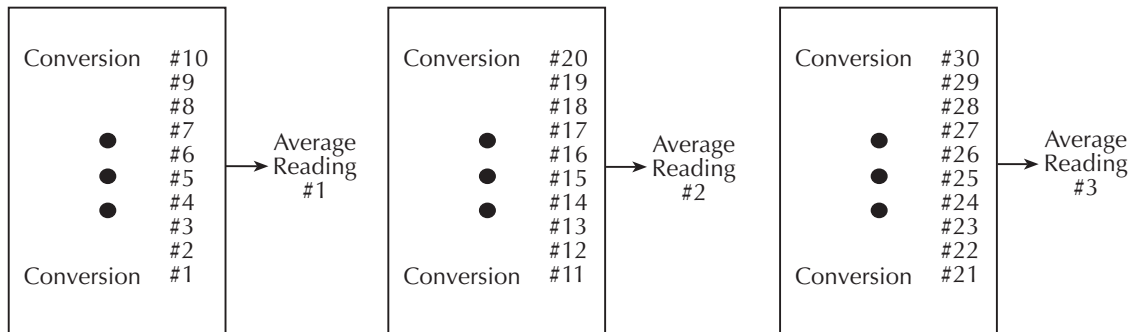 Conversion #10
#9
#8
#7
#6
#5
#4
#3
#2
Conversion #1
Average
Reading
#1
Conversion #20
#19
#18
#17
#16
#15
#14
#13
#12
Conversion #11
Average
Reading
#2
Conversion #30
#29
#28
#27
#26
#25
#24
#23
#22
Conversion #21
Average
Reading
#3